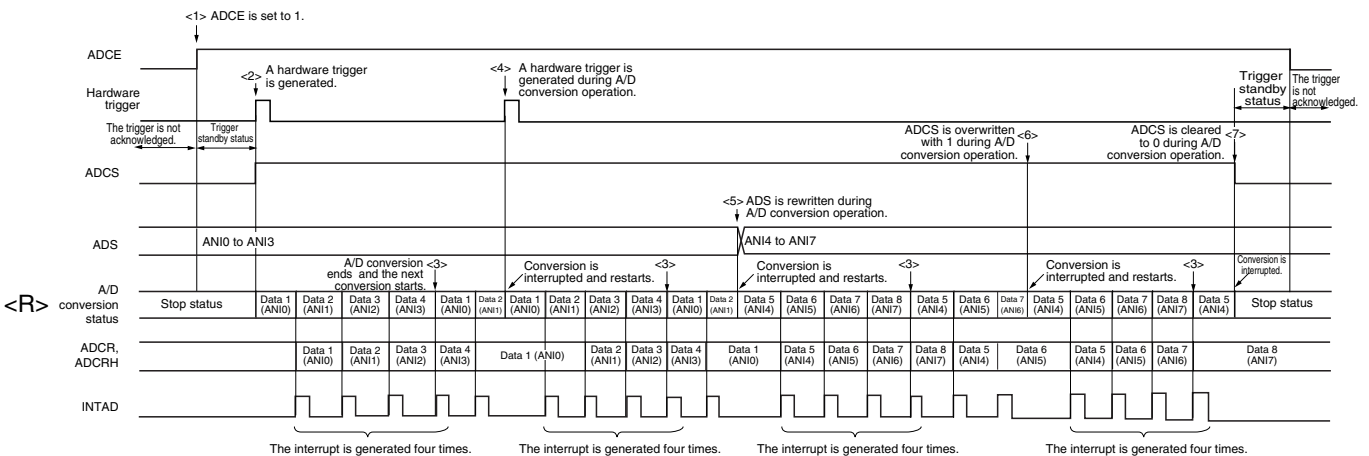 <1> ADCE is set to 1.
ADCE
<2> A hardware trigger
is generated.
<4> A hardware trigger is
generated during A/D
conversion operation.
Trigger
standby
status
The trigger
is not
acknowledged.
Hardware
trigger
The trigger is not
acknowledged.
Trigger
standby status
ADCS is overwritten <6>
with 1 during A/D
conversion operation.
ADCS is cleared <7>
to 0 during A/D
conversion operation.
ADCS
<5> ADS is rewritten during
A/D conversion operation.
ADS
ANI0 to ANI3
ANI4 to ANI7
A/D conversion <3>
ends and the next
conversion starts.
Conversion is
interrupted and restarts.
<3>
Conversion is
interrupted and restarts.
<3>
Conversion is
interrupted and restarts.
<3>
Conversion is
interrupted.
<R>
A/D
conversion
status
Stop status
Data 1 (ANI0)
Data 2 (ANI1)
Data 3 (ANI2)
Data 4 (ANI3)
Data 1 (ANI0)
Data 2 (ANI1)
Data 1 (ANI0)
Data 2 (ANI1)
Data 3 (ANI2)
Data 4 (ANI3)
Data 1 (ANI0)
Data 2 (ANI1)
Data 5 (ANI4)
Data 6 (ANI5)
Data 7 (ANI6)
Data 8 (ANI7)
Data 5 (ANI4)
Data 6 (ANI5)
Data 7 (ANI6)
Data 5 (ANI4)
Data 6 (ANI5)
Data 7 (ANI6)
Data 8 (ANI7)
Data 5 (ANI4)
Stop status
ADCR,
ADCRH
Data 1 (ANI0)
Data 2 (ANI1)
Data 3 (ANI2)
Data 4 (ANI3)
Data 1 (ANI0)
Data 2 (ANI1)
Data 3 (ANI2)
Data 4 (ANI3)
Data 1 (ANI0)
Data 5 (ANI4)
Data 6 (ANI5)
Data 7 (ANI6)
Data 8 (ANI7)
Data 5 (ANI4)
Data 6 (ANI5)
Data 5 (ANI4)
Data 6 (ANI5)
Data 7 (ANI6)
Data 8 (ANI7)
INTAD
The interrupt is generated four times.
The interrupt is generated four times.
The interrupt is generated four times.
The interrupt is generated four times.